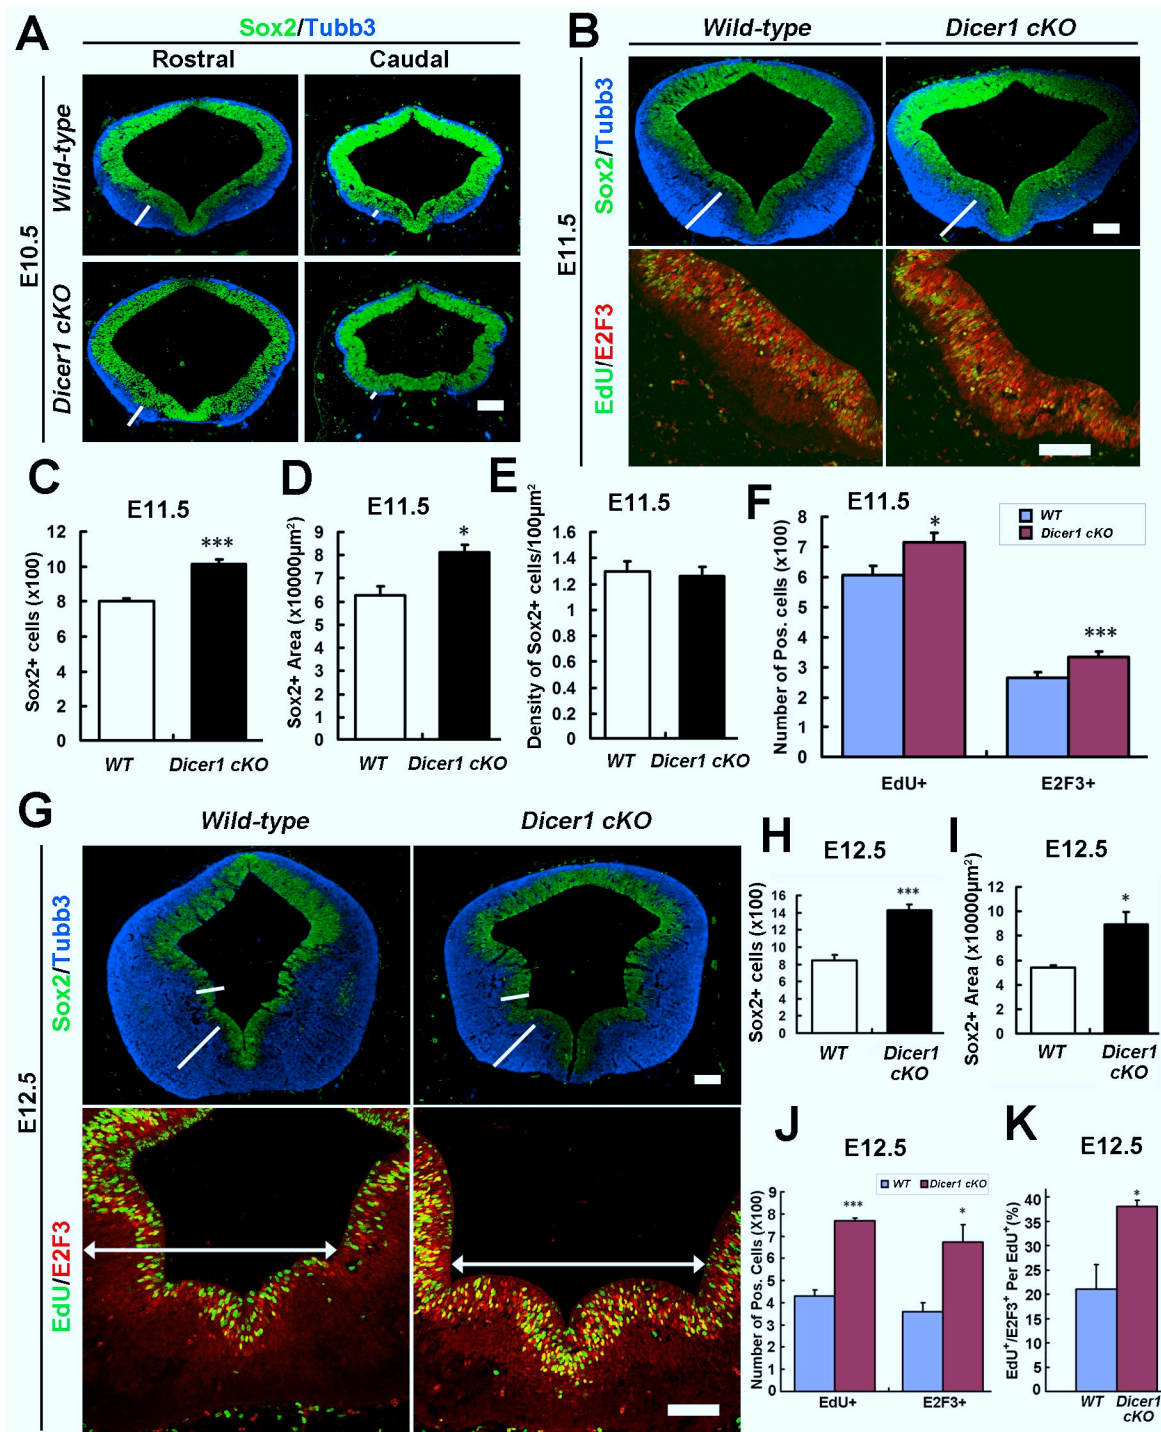 A
Sox2/Tubb3
Rostral
Caudal
E10.5
Wild-type
Dicer1 cKO
B
Wild-type
Dicer1 cKO
E11.5
Sox2/Tubb3
EdU/E2F3
C
E11.5
Sox2+ cells (x100)
12
10
8
6
4
2
0
***
WT
Dicer1 cKO
D
E11.5
Sox2+ Area (x10000µm²)
9
8
7
6
5
4
3
2
1
0
*
WT
Dicer1 cKO
E
E11.5
Density of Sox2+ cells/100µm²
1.6
1.4
1.2
1
0.8
0.6
0.4
0.2
0
WT
Dicer1 cKO
F
E11.5
WT
Dicer1 cKO
Number of Pos. cells (x100)
8
7
6
5
4
3
2
1
0
*
***
EdU+
E2F3+
G
Wild-type
Dicer1 cKO
E12.5
Sox2/Tubb3
EdU/E2F3
H
E12.5
Sox2+ cells (x100)
16
14
12
10
8
6
4
2
0
***
WT
Dicer1
cKO
I
E12.5
Sox2+ Area (x10000µm²)
12
10
8
6
4
2
0
*
WT
Dicer1
cKO
J
E12.5
WT
Dicer1 cKO
Number of Pos. Cells (X100)
9
8
7
6
5
4
3
2
1
0
***
*
EdU+
E2F3+
K
E12.5
EdU⁺/E2F3⁺ Per EdU⁺(%)
40
35
30
25
20
15
10
5
0
*
WT
Dicer1
cKO